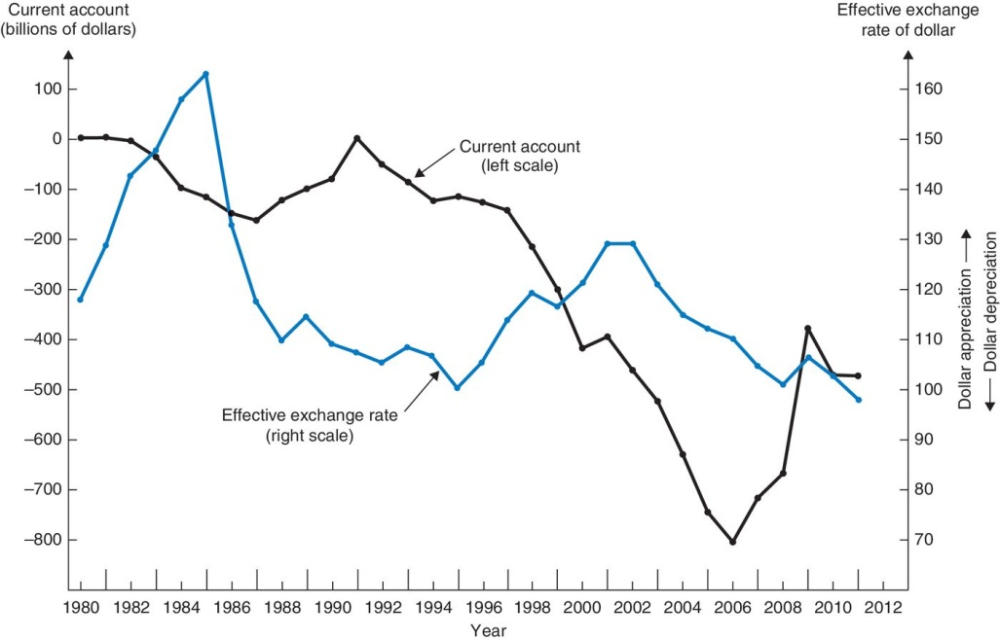 Current account
(billions of dollars)
Effective exchange
rate of dollar
100
0
–100
–200
–300
–400
–500
–600
–700
–800
160
150
140
130
120
110
100
90
80
70
Current account
(left scale)
Effective exchange rate
(right scale)
Dollar appreciation
Dollar depreciation
1980 1982 1984 1986 1988 1990 1992 1994 1996 1998 2000 2002 2004 2006 2008 2010 2012
Year